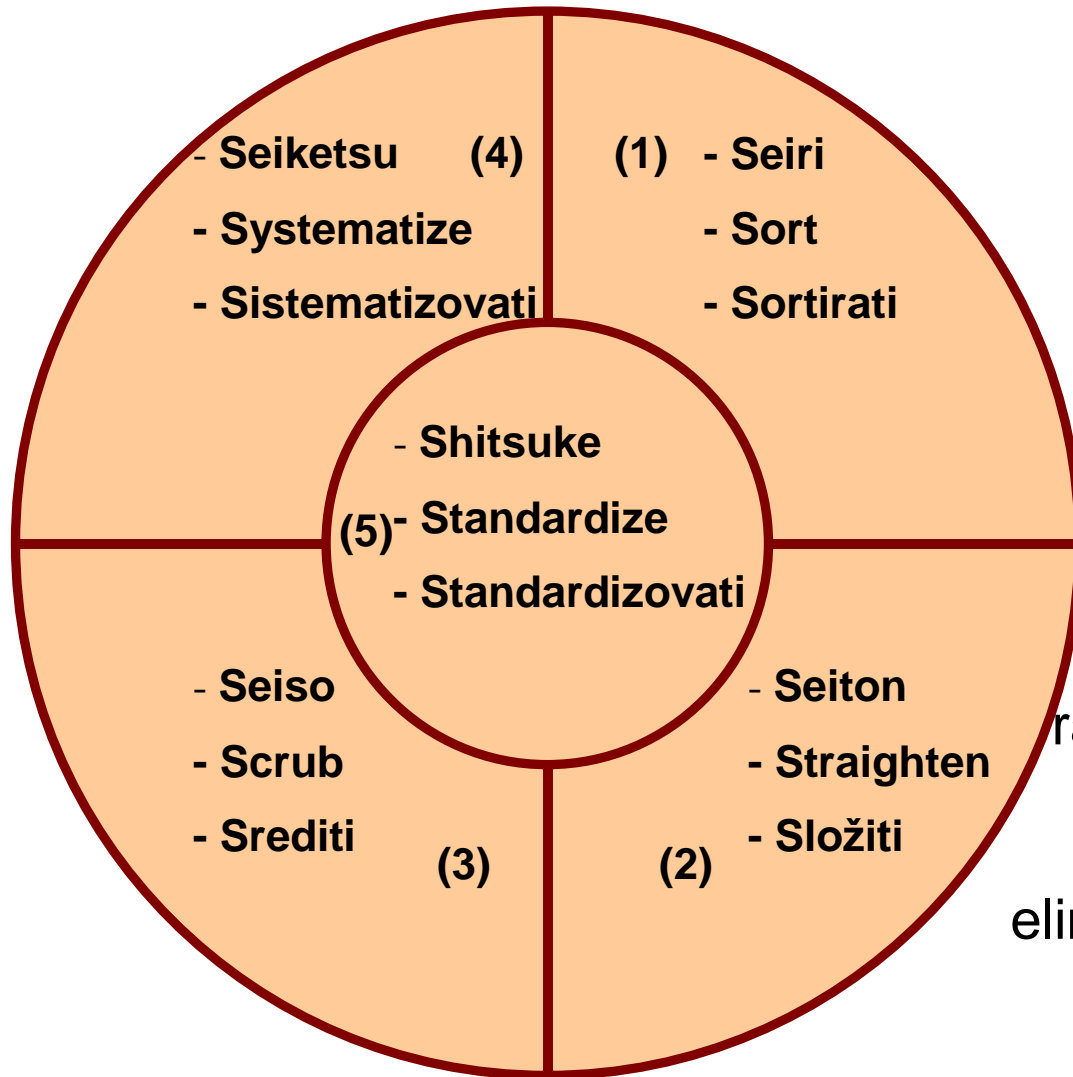 (1) - Seiri
- Sort
- Sortirati
- Seiton
- Straighten
- Složiti
(2)
- Seiso
- Scrub
- Srediti
(3)
- Seiketsu (4)
- Systematize
- Sistematizovati
- Shitsuke
(5) - Standardize
- Standardizovati